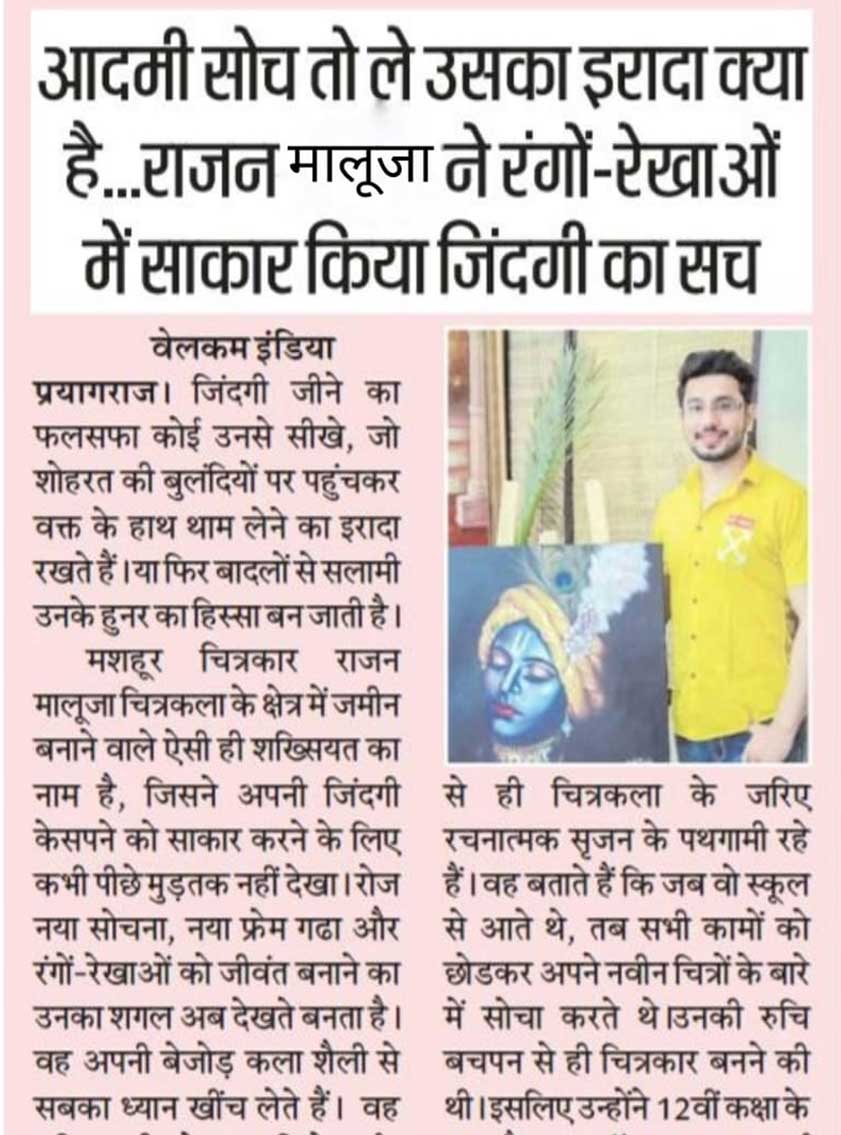 आदमी सोच तो ले उसका इरादा क्या
है...राजन मालूजा ने रंगों-रेखाओं
में साकार किया जिंदगी का सच
वेलकम इंडिया
प्रयागराज। जिंदगी जीने का
फलसफा कोई उनसे सीखे, जो
शोहरत की बुलंदियों पर पहुंचकर
वक्त के हाथ थाम लेने का इरादा
रखते हैं।या फिर बादलों से सलामी
उनके हुनर का हिस्सा बन जाती है।
मशहूर चित्रकार राजन
मालूजा चित्रकला के क्षेत्र में जमीन
बनाने वाले ऐसी ही शख्सियत का
नाम है, जिसने अपनी जिंदगी
केसपने को साकार करने के लिए
कभी पीछे मुड़तक नहीं देखा।रोज
नया सोचना, नया फ्रेम गढा और
रंगों-रेखाओं को जीवंत बनाने का
उनका शगल अब देखते बनता है।
वह अपनी बेजोड़ कला शैली से
सबका ध्यान खींच लेते हैं। वह
से ही चित्रकला के जरिए
रचनात्मक सृजन के पथगामी रहे
हैं।वह बताते हैं कि जब वो स्कूल
से आते थे, तब सभी कामों को
छोडकर अपने नवीन चित्रों के बारे
में सोचा करते थे।उनकी रुचि
बचपन से ही चित्रकार बनने की
थी।इसलिए उन्होंने 12वीं कक्षा के